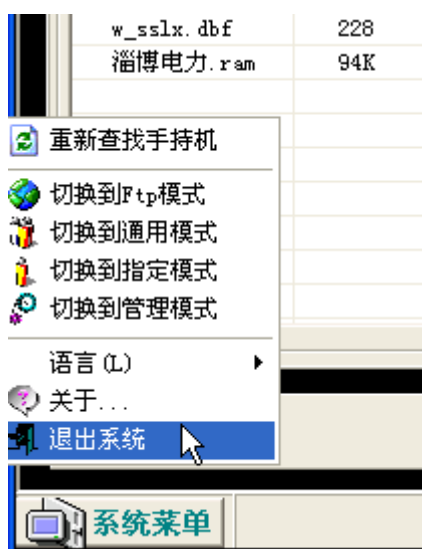 w_sslx.dbf 228
淄博电力.ram 94K
重新查找手持机
切换到Ftp模式
切换到通用模式
切换到指定模式
切换到管理模式
语言(L)
关于...
退出系统
系统菜单